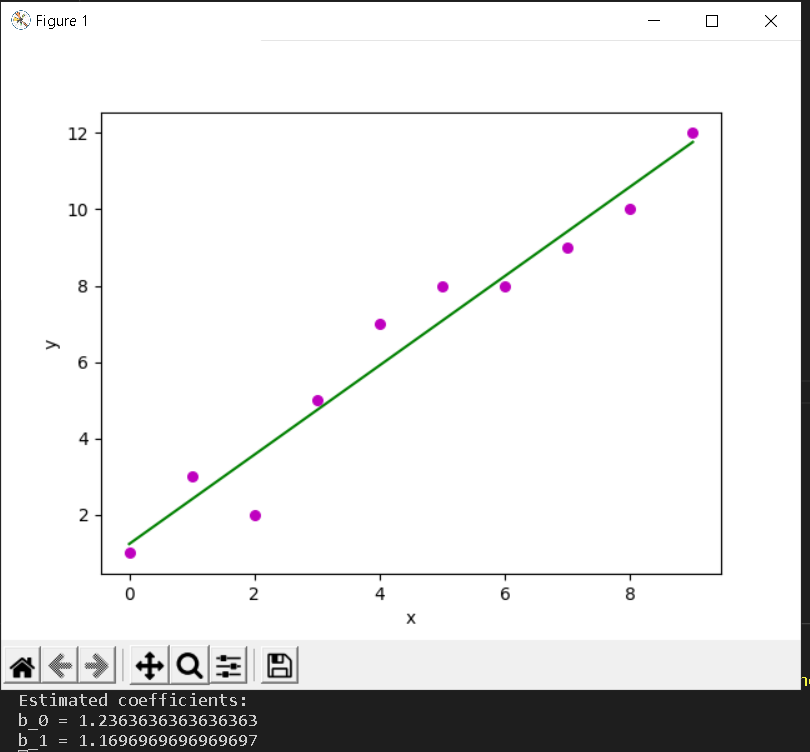 Figure 1
12
10
8
6
4
2
y
0 2 4 6 8
x
Estimated coefficients:
b_0 = 1.2363636363636363
b_1 = 1.1696969696969697